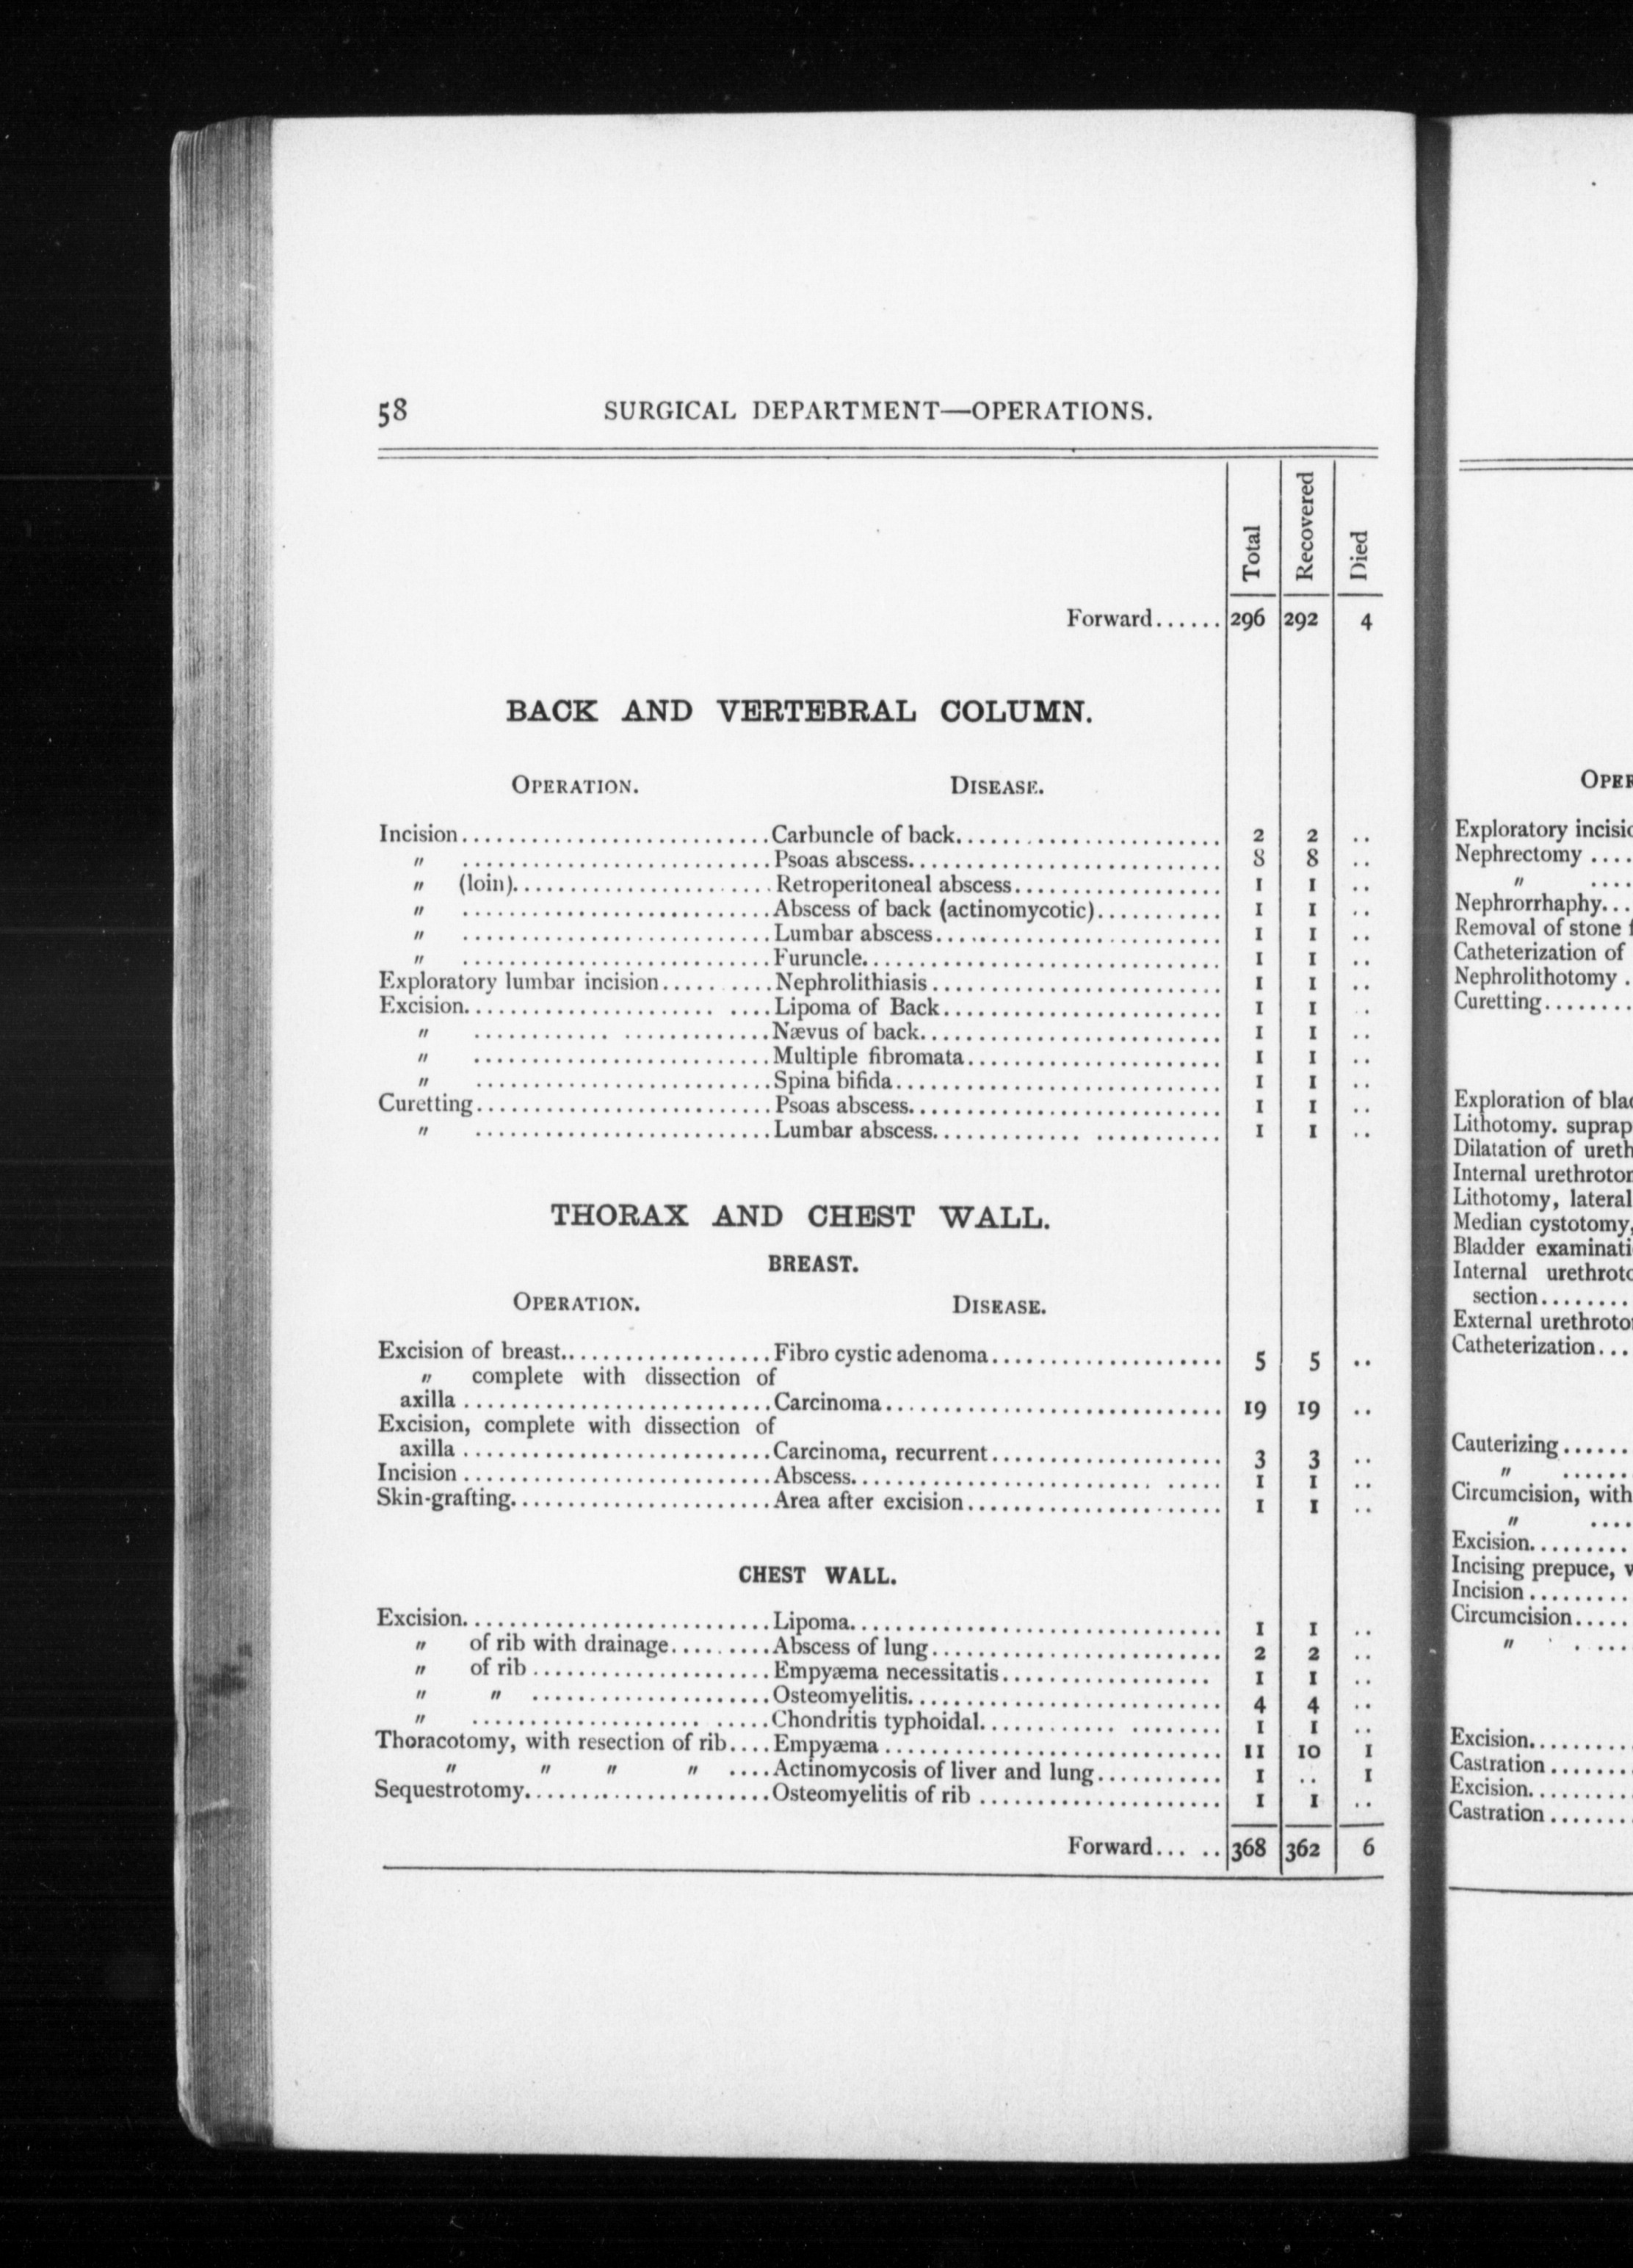 58 SURGICAL DEPARTMENT—OPERATIONS.
Total Recovered Died
Forward...... 296 292 4
BACK AND VERTEBRAL COLUMN.
OPERATION. DISEASE.
Incision.......................... Carbuncle of back...................... 2 2 ..
" .......................... Psoas abscess.......................... 8 8 ..
" (loin)...................... Retroperitoneal abscess.................. 1 1 ..
" .......................... Abscess of back (actinomycotic)........... 1 1 ..
" .......................... Lumbar abscess........................ 1 1 ..
" .......................... Furuncle.............................. 1 1 ..
Exploratory lumbar incision.......... Nephrolithiasis........................ 1 1 ..
Excision.......................... Lipoma of Back........................ 1 1 ..
" .......................... Nævus of back.......................... 1 1 ..
" .......................... Multiple fibromata...................... 1 1 ..
" .......................... Spina bifida............................ 1 1 ..
Curetting.......................... Psoas abscess.......................... 1 1 ..
" .......................... Lumbar abscess........................ 1 1 ..
THORAX AND CHEST WALL.
BREAST.
OPERATION. DISEASE.
Excision of breast.................. Fibro cystic adenoma.................... 5 5 ..
" complete with dissection of
axilla .......................... Carcinoma............................ 19 19 ..
Excision, complete with dissection of
axilla .......................... Carcinoma, recurrent.................... 3 3 ..
Incision .......................... Abscess.............................. 1 1 ..
Skin-grafting...................... Area after excision...................... 1 1 ..
CHEST WALL.
Excision.......................... Lipoma................................ 1 1 ..
" of rib with drainage......... Abscess of lung........................ 2 2 ..
" of rib .................... Empyæma necessitatis.................. 1 1 ..
" " .................... Osteomyelitis.......................... 4 4 ..
" ........................ Chondritis typhoidal.................... 1 1 ..
Thoracotomy, with resection of rib.... Empyæma ............................ 11 10 1
" " " " .... Actinomycosis of liver and lung........... 1 .. 1
Sequestrotomy..................... Osteomyelitis of rib .................... 1 1 ..
Forward... .. 368 362 6
Exploratory
Nephrectomy ....
" ....
Nephrorrhaphy...
Removal of stone
Catheterization of
Nephrolithotomy .
Curetting........
Exploration of
Lithotomy.
Dilatation of
Internal
Lithotomy, lateral
Median cystotomy,
Bladder
Internal
section........
External
Catheterization...
Cauterizing ......
" ......
Circumcision, with
" ....
Excision.........
Incising prepuce,
Incision .........
Circumcision.....
" ....
Excision.........
Castration .......
Excision.........
Castration .......